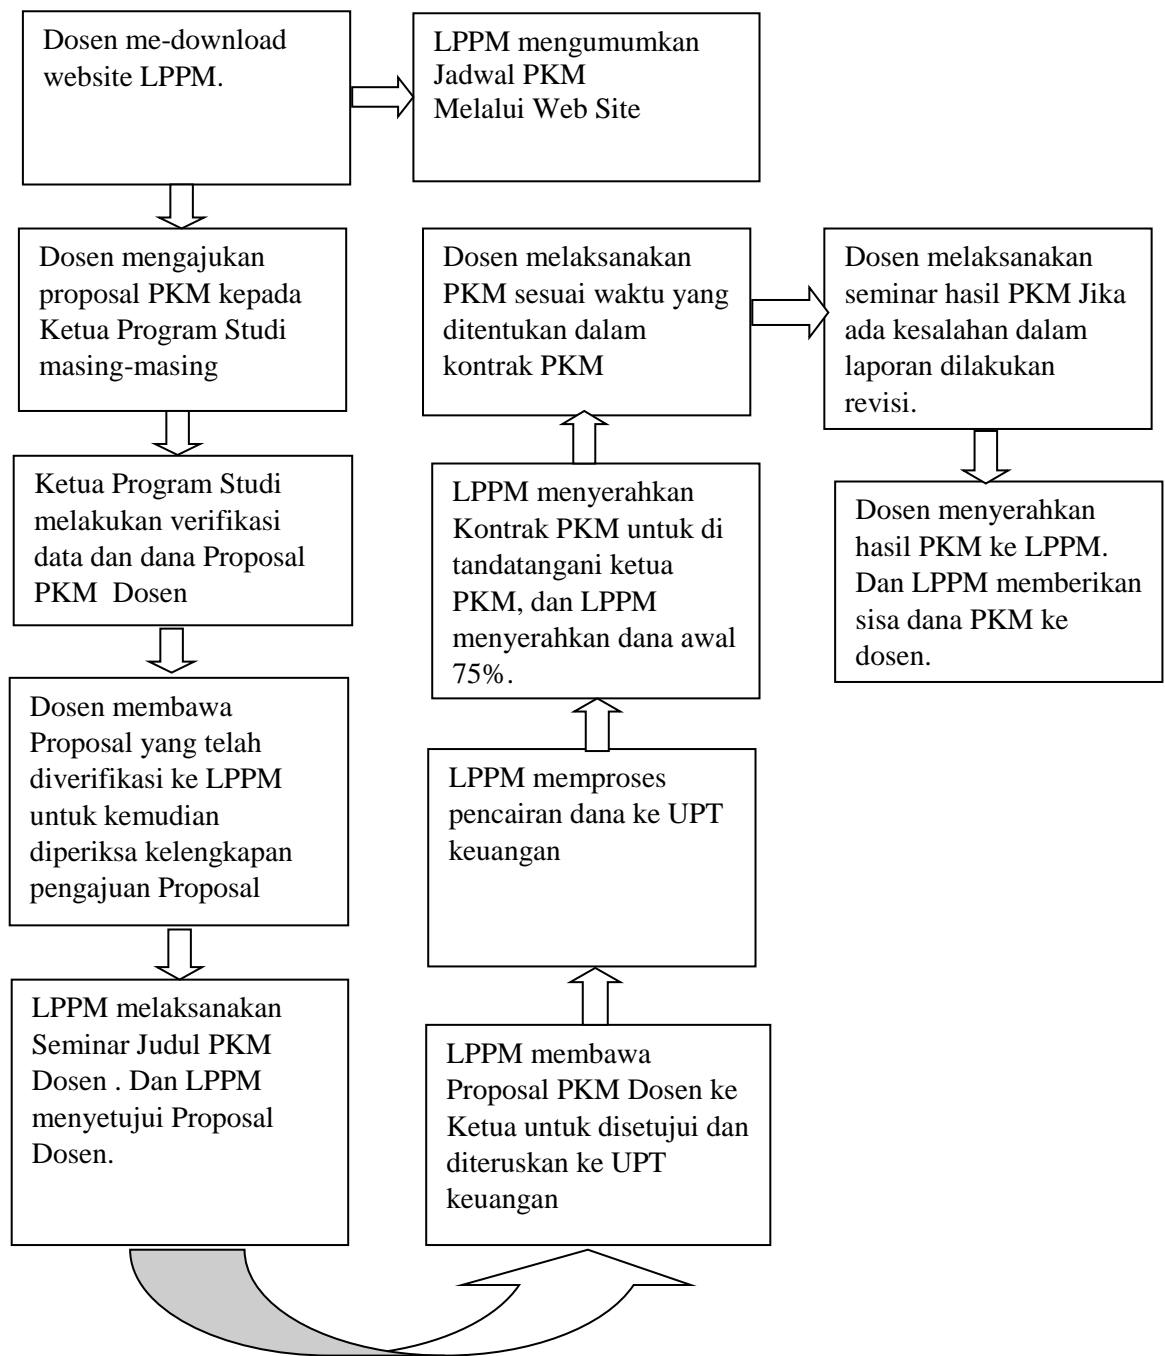 Dosen me-download
website LPPM.
LPPM mengumumkan
Jadwal PKM
Melalui Web Site
Dosen mengajukan
proposal PKM kepada
Ketua Program Studi
masing-masing
Ketua Program Studi
melakukan verifikasi
data dan dana Proposal
PKM  Dosen
Dosen membawa
Proposal yang telah
diverifikasi ke LPPM
untuk kemudian
diperiksa kelengkapan
pengajuan Proposal
LPPM melaksanakan
Seminar Judul PKM
Dosen . Dan LPPM
menyetujui Proposal
Dosen.
LPPM membawa
Proposal PKM Dosen ke
Ketua untuk disetujui dan
diteruskan ke UPT
keuangan
LPPM memproses
pencairan dana ke UPT
keuangan
LPPM menyerahkan
Kontrak PKM untuk di
tandatangani ketua
PKM, dan LPPM
menyerahkan dana awal
75%.
Dosen melaksanakan
PKM sesuai waktu yang
ditentukan dalam
kontrak PKM
Dosen melaksanakan
seminar hasil PKM Jika
ada kesalahan dalam
laporan dilakukan
revisi.
Dosen menyerahkan
hasil PKM ke LPPM.
Dan LPPM memberikan
sisa dana PKM ke
dosen.